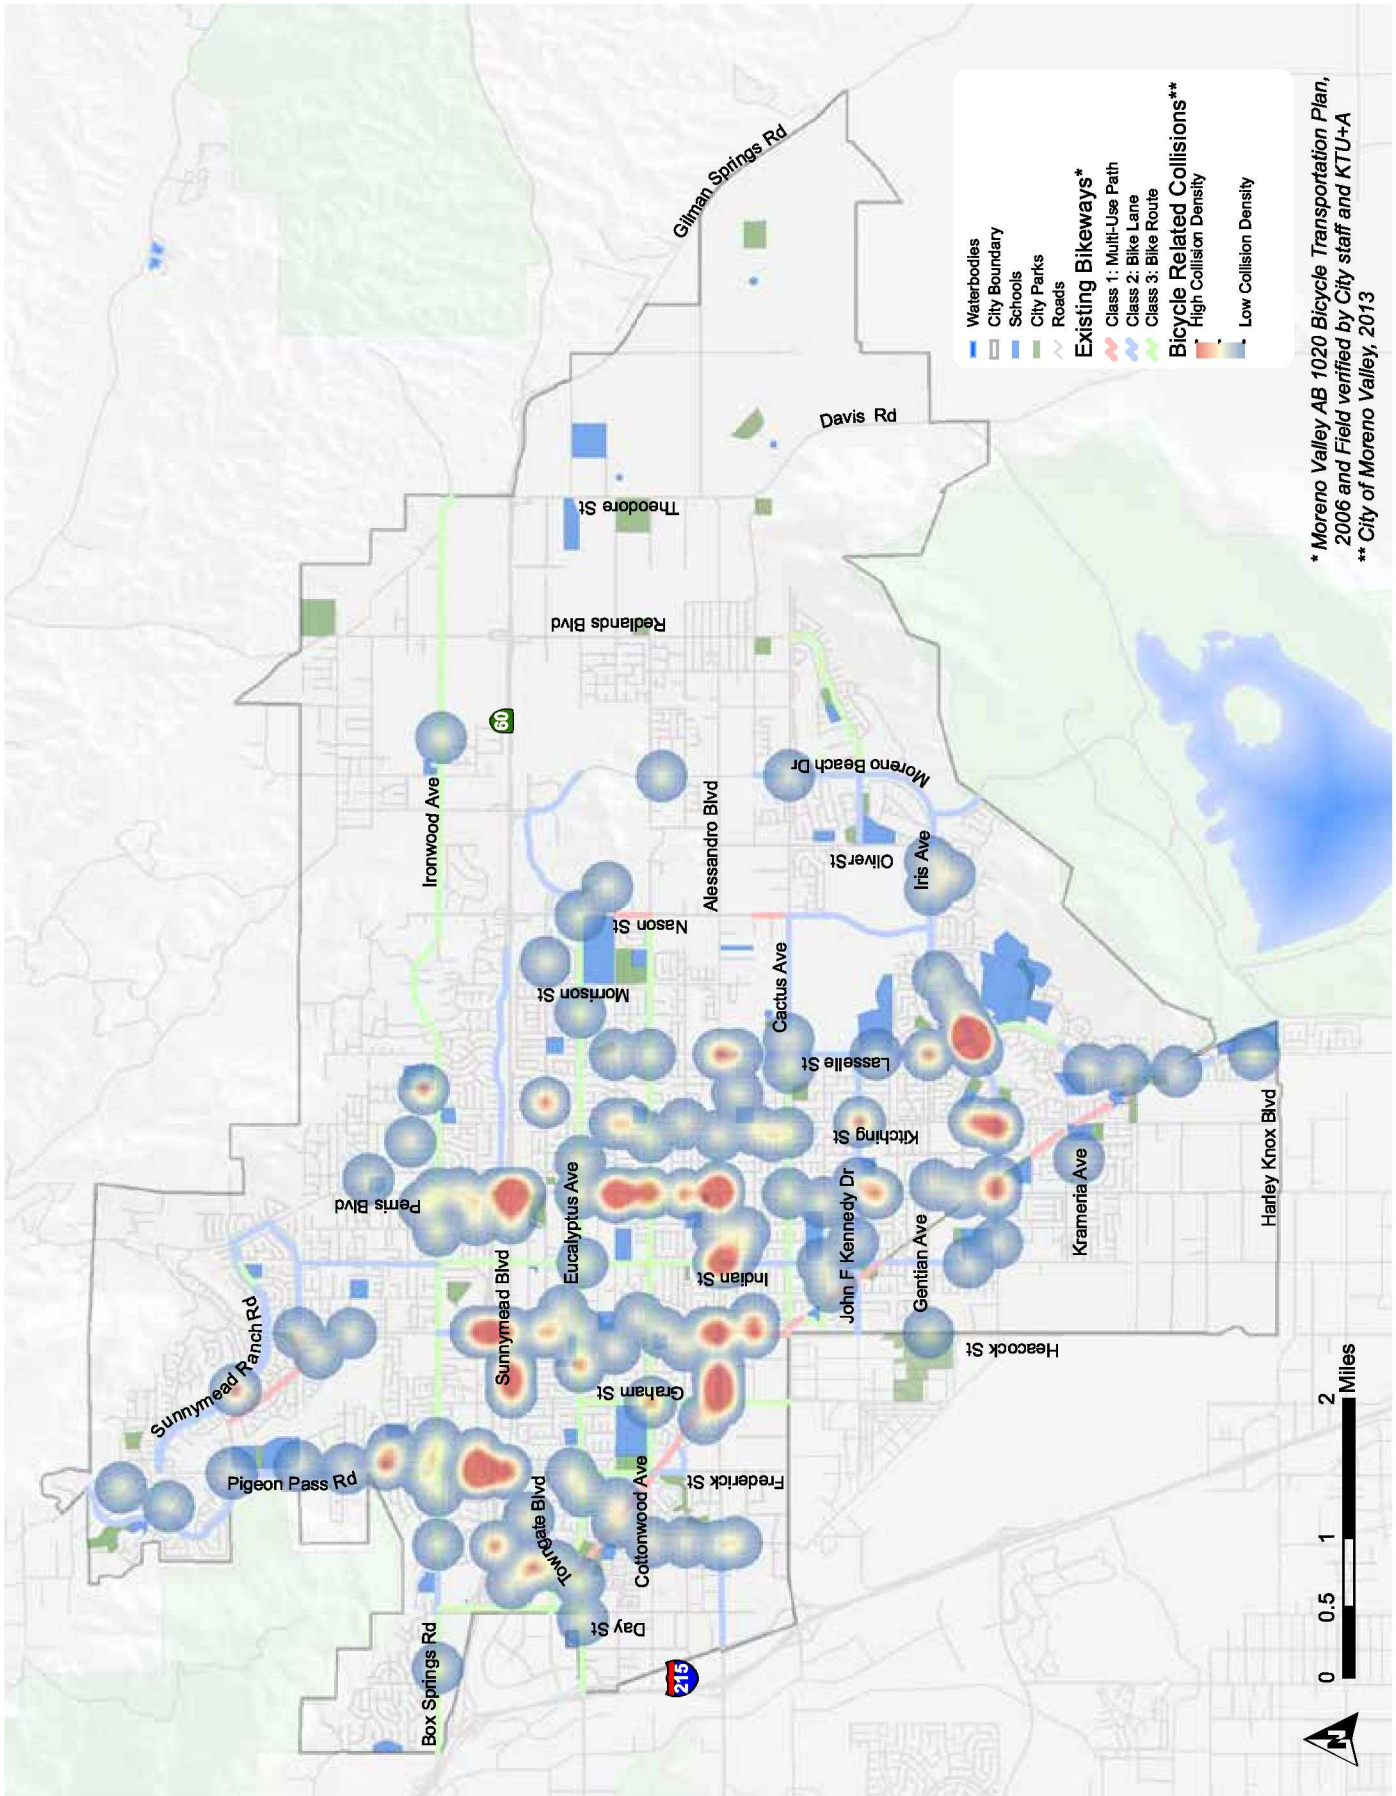 Gilman Springs Rd
Davis Rd
Theodore St
Redlands Blvd
60
Moreno Beach Dr
Ironwood Ave
Alessandro Blvd
Oliver St
Iris Ave
Nason St
Morrison St
Cactus Ave
Lasselle St
Kitching St
Perris Blvd
Eucalyptus Ave
John F Kennedy Dr
Gentian Ave
Krameria Ave
Harley Knox Blvd
Sunnymead Blvd
Indian St
Sunnymead Ranch Rd
Heacock St
Graham St
Pigeon Pass Rd
Frederick St
Towngate Blvd
Cottonwood Ave
Day St
Box Springs Rd
215
Waterbodies
City Boundary
Schools
City Parks
Roads
Existing Bikeways*
Class 1: Multi-Use Path
Class 2: Bike Lane
Class 3: Bike Route
Bicycle Related Collisions**
High Collision Density
Low Collision Density
* Moreno Valley AB 1020 Bicycle Transportation Plan,
2006 and Field verified by City staff and KTU+A
** City of Moreno Valley, 2013
N
0 0.5 1 2
Miles